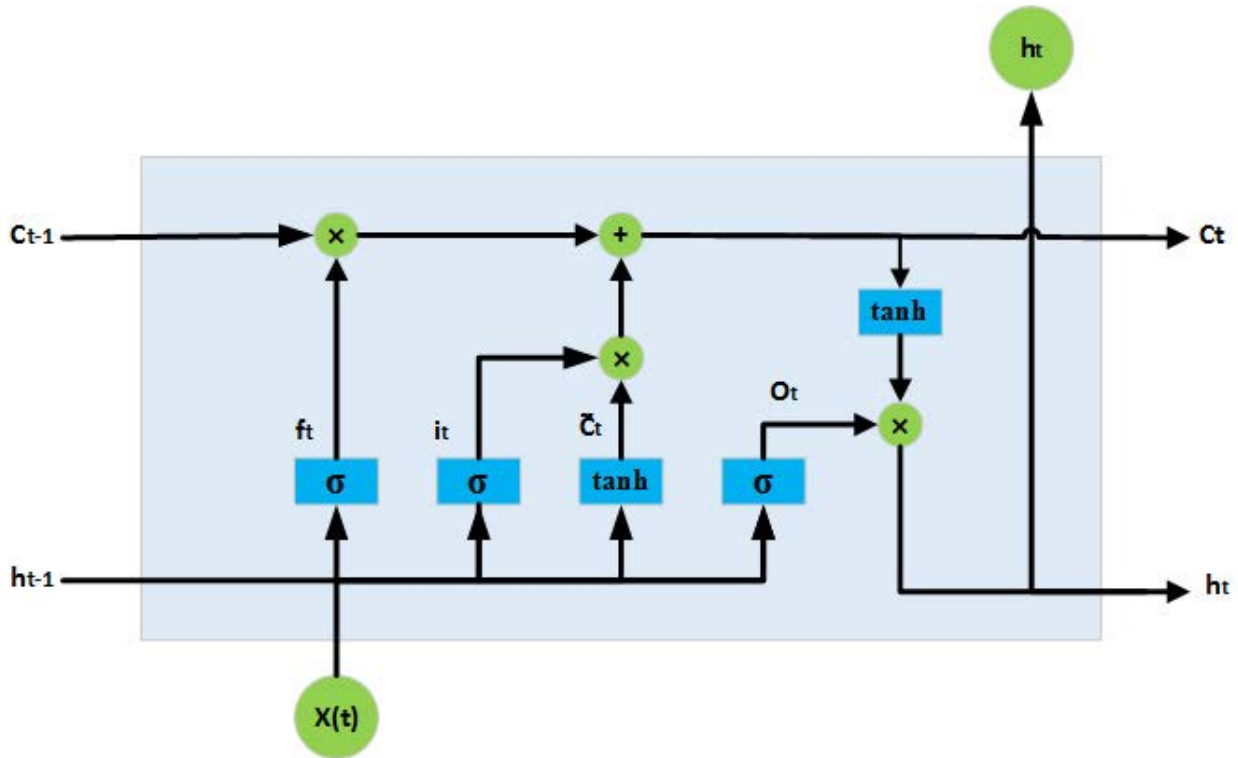 ht
Ct-1
×
+
Ct
tanh
×
Ot
×
ft
it
C̃t
σ
σ
tanh
σ
ht-1
ht
X(t)